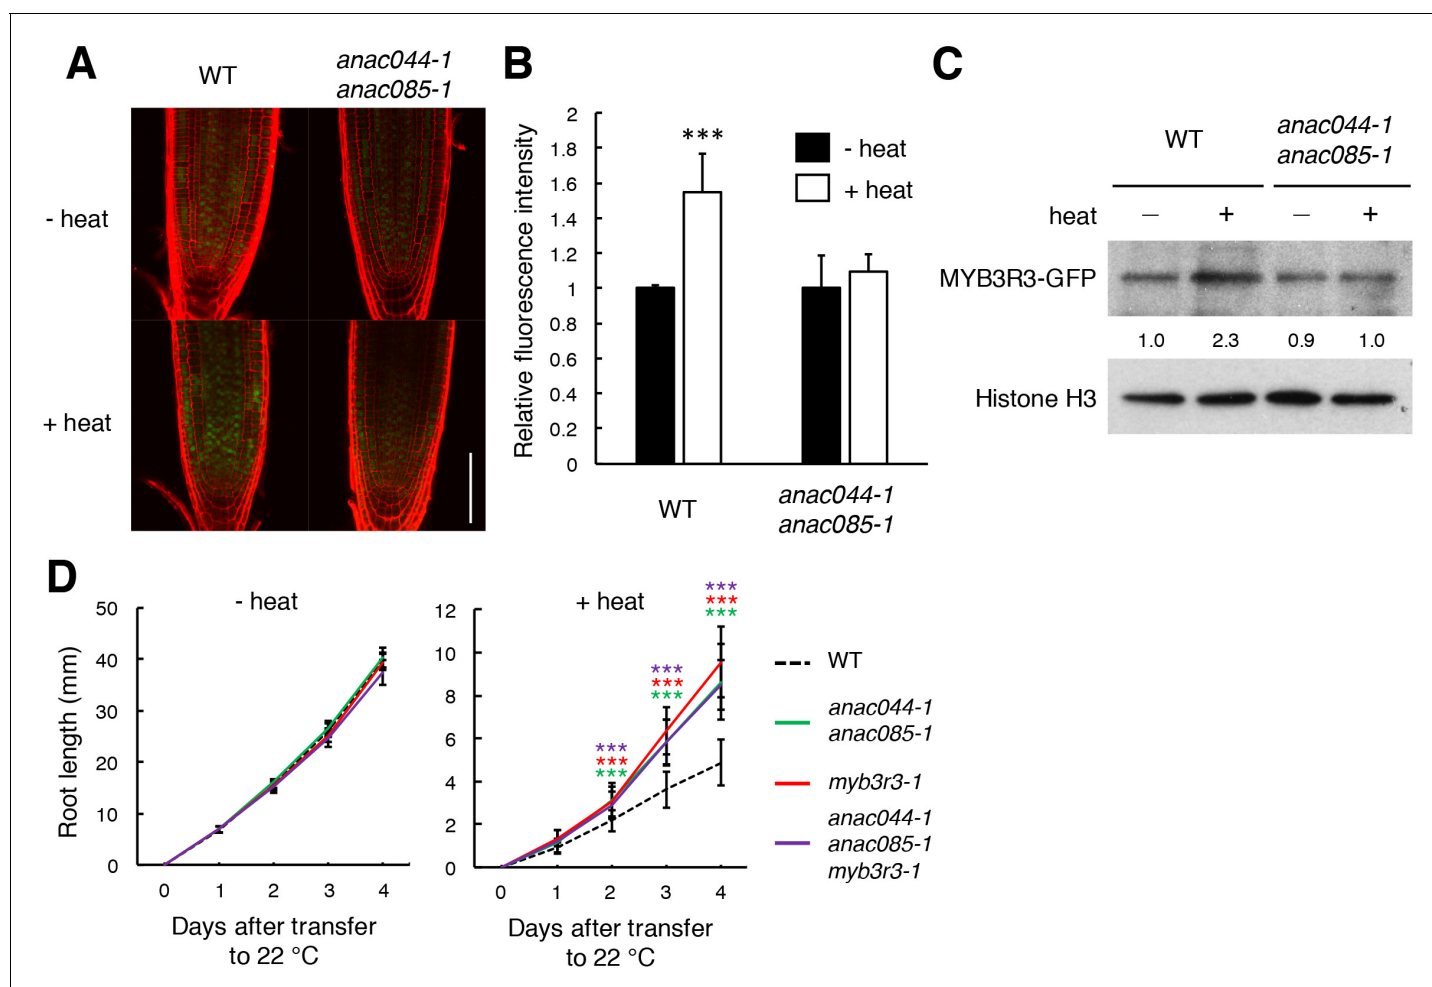 A
WT
anac044-1
anac085-1
- heat
+ heat
B
Relative fluorescence intensity
2
1.8
1.6
1.4
1.2
1
0.8
0.6
0.4
0.2
0
***
- heat
+ heat
WT
anac044-1
anac085-1
C
WT
anac044-1
anac085-1
heat − + − +
MYB3R3-GFP
1.0 2.3 0.9 1.0
Histone H3
D
- heat
Root length (mm)
50
40
30
20
10
0
0 1 2 3 4
Days after transfer
to 22 °C
+ heat
12
10
8
6
4
2
0
***
***
***
***
***
***
***
***
***
0 1 2 3 4
Days after transfer
to 22 °C
WT
anac044-1
anac085-1
myb3r3-1
anac044-1
anac085-1
myb3r3-1